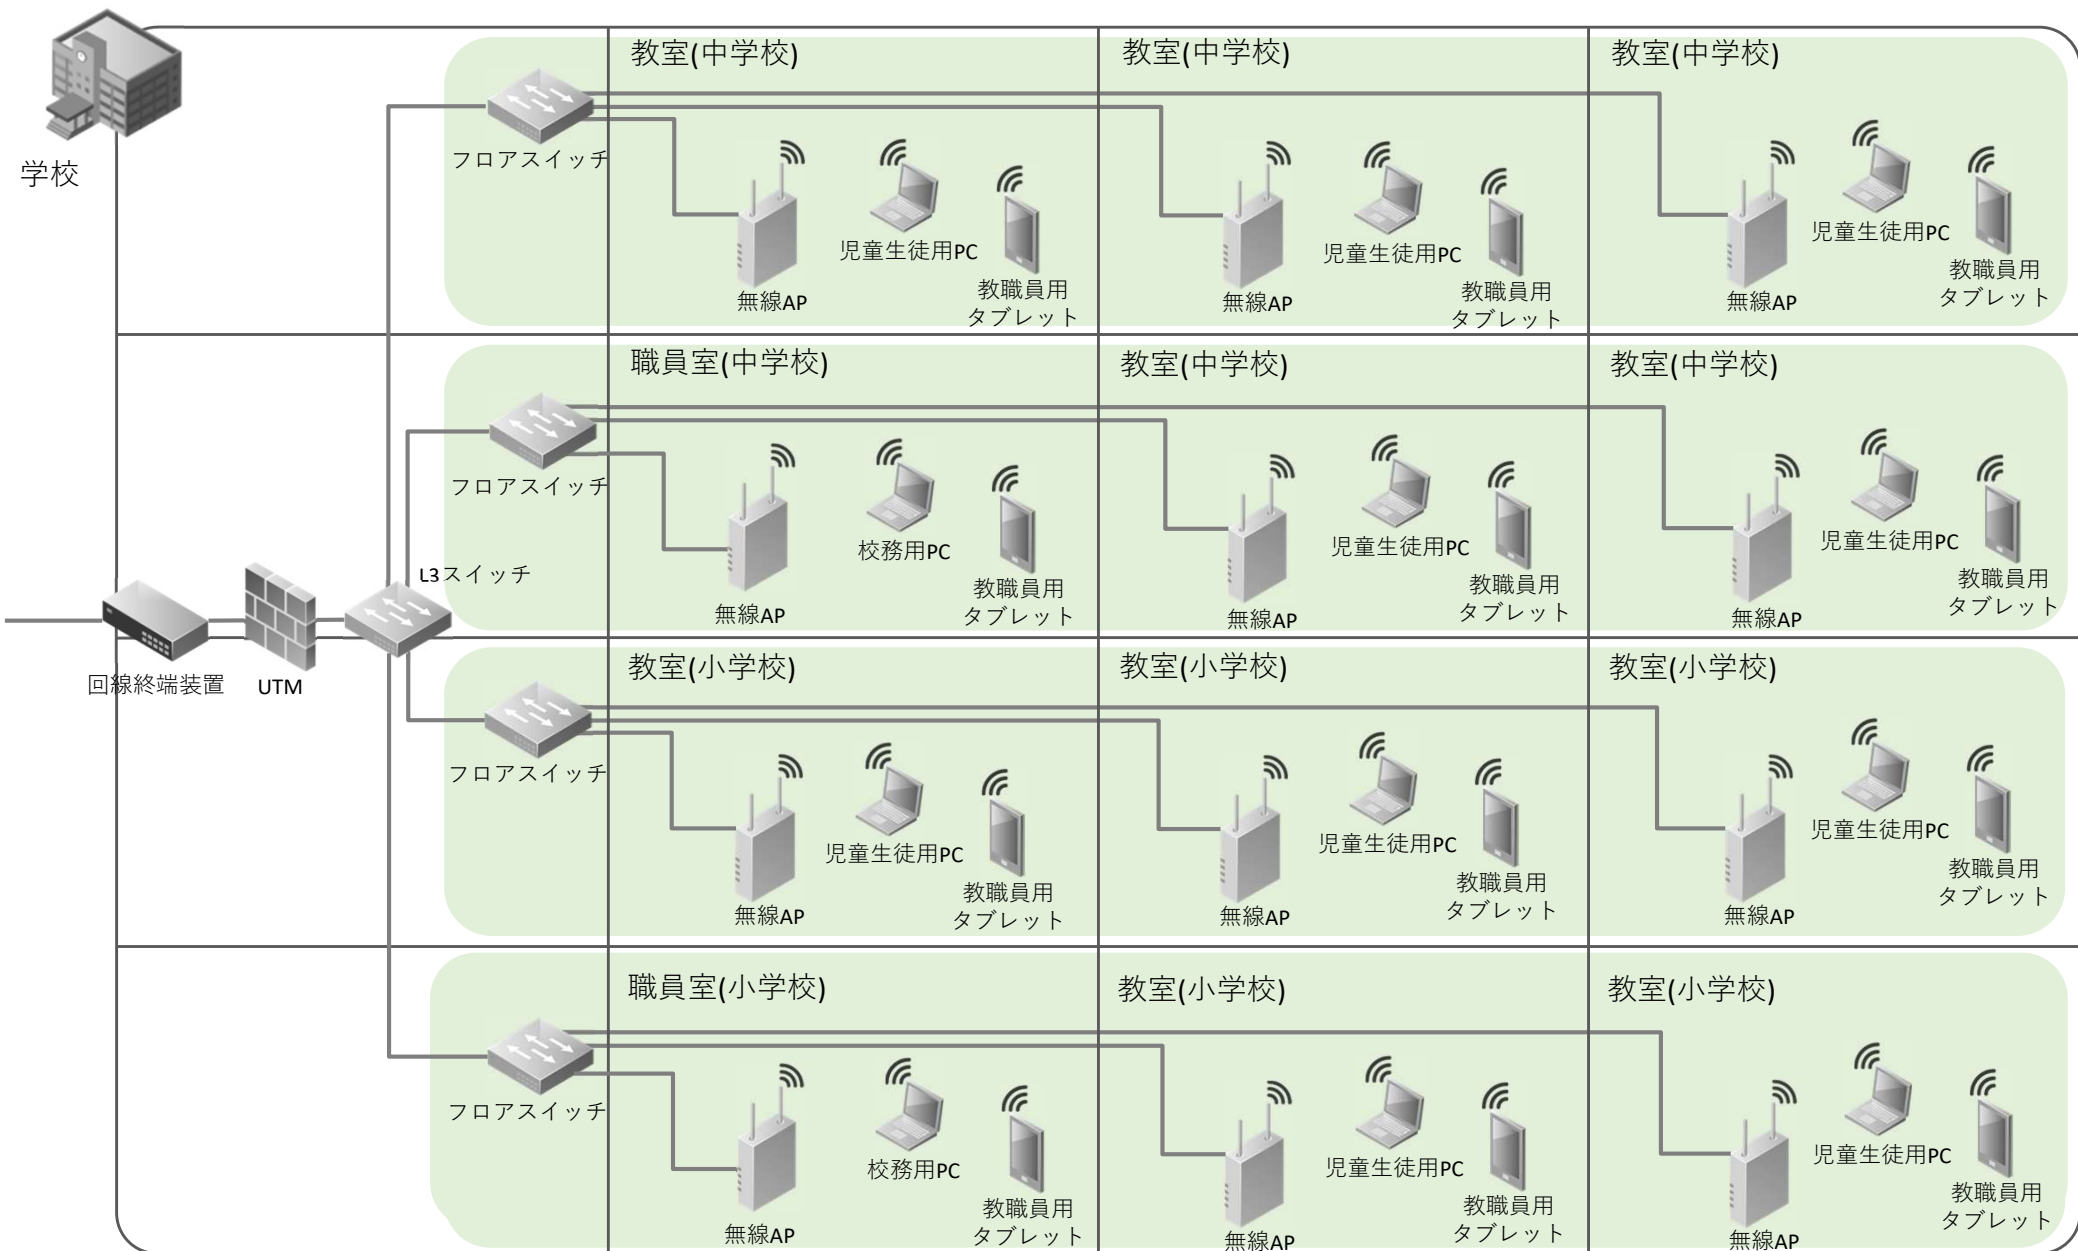 学校
教室(中学校)
教室(中学校)
教室(中学校)
フロアスイッチ
無線AP
児童生徒用PC
教職員用
タブレット
無線AP
児童生徒用PC
教職員用
タブレット
無線AP
児童生徒用PC
教職員用
タブレット
職員室(中学校)
教室(中学校)
教室(中学校)
フロアスイッチ
無線AP
校務用PC
教職員用
タブレット
無線AP
児童生徒用PC
教職員用
タブレット
無線AP
児童生徒用PC
教職員用
タブレット
L3スイッチ
回線終端装置
UTM
教室(小学校)
教室(小学校)
教室(小学校)
フロアスイッチ
無線AP
児童生徒用PC
教職員用
タブレット
無線AP
児童生徒用PC
教職員用
タブレット
無線AP
児童生徒用PC
教職員用
タブレット
職員室(小学校)
教室(小学校)
教室(小学校)
フロアスイッチ
無線AP
校務用PC
教職員用
タブレット
無線AP
児童生徒用PC
教職員用
タブレット
無線AP
児童生徒用PC
教職員用
タブレット